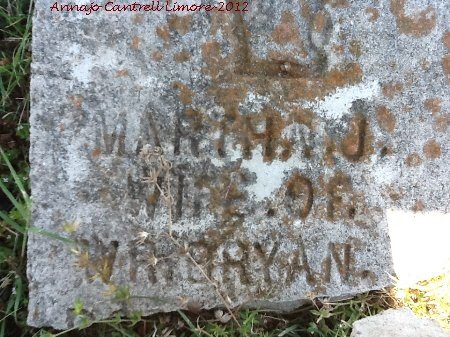 Annajo Cantrell Limore 2012
MARTHA J.
WIFE. OF.
W.H. BRYAN.